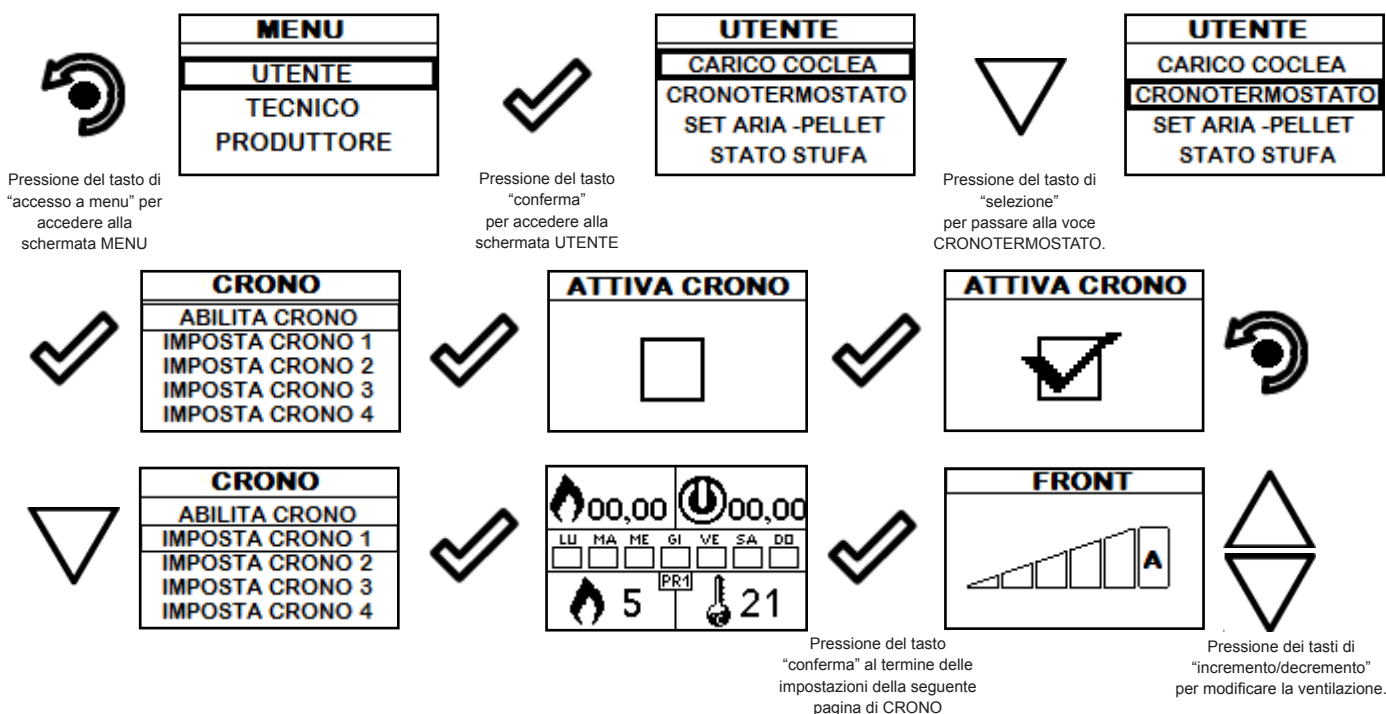 MENU
UTENTE
TECNICO
PRODUTTORE
Pressione del tasto di
“accesso a menu” per
accedere alla
schermata MENU
UTENTE
CARICO COCLEA
CRONOTERMOSTATO
SET ARIA -PELLET
STATO STUFA
Pressione del tasto
“conferma”
per accedere alla
schermata UTENTE
UTENTE
CARICO COCLEA
CRONOTERMOSTATO
SET ARIA -PELLET
STATO STUFA
Pressione del tasto di
“selezione”
per passare alla voce
CRONOTERMOSTATO.
CRONO
ABILITA CRONO
IMPOSTA CRONO 1
IMPOSTA CRONO 2
IMPOSTA CRONO 3
IMPOSTA CRONO 4
ATTIVA CRONO
ATTIVA CRONO
CRONO
ABILITA CRONO
IMPOSTA CRONO 1
IMPOSTA CRONO 2
IMPOSTA CRONO 3
IMPOSTA CRONO 4
00,00 00,00
LU MA ME GI VE SA DO
PR1
5 21
Pressione del tasto
“conferma” al termine delle
impostazioni della seguente
pagina di CRONO
FRONT
A
Pressione dei tasti di
“incremento/decremento”
per modificare la ventilazione.